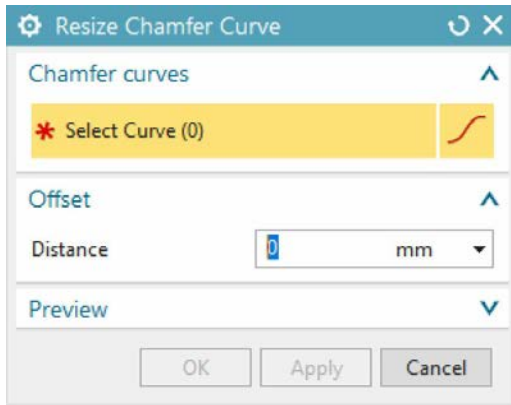 Resize Chamfer Curve
Chamfer curves
* Select Curve (0)
Offset
Distance 0 mm
Preview
OK Apply Cancel